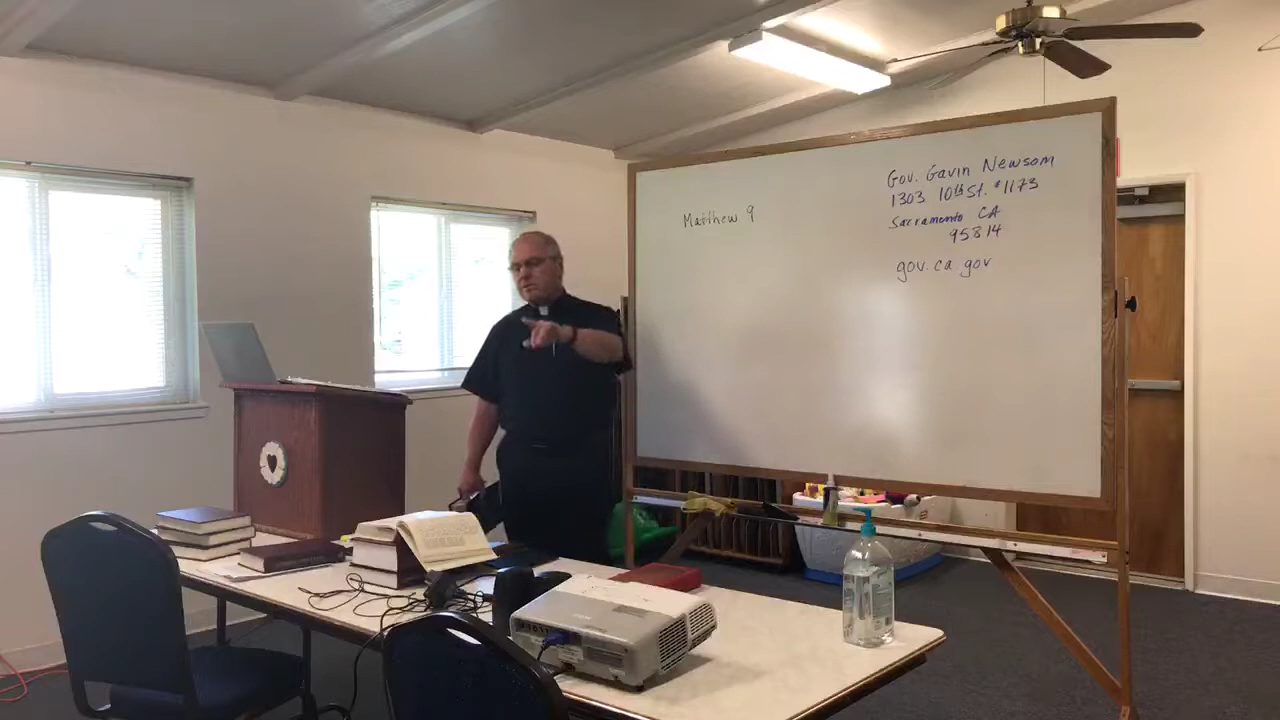 Matthew 9
Gov. Gavin Newsom
1303 10th St. #1173
Sacramento CA
95814
gov.ca.gov